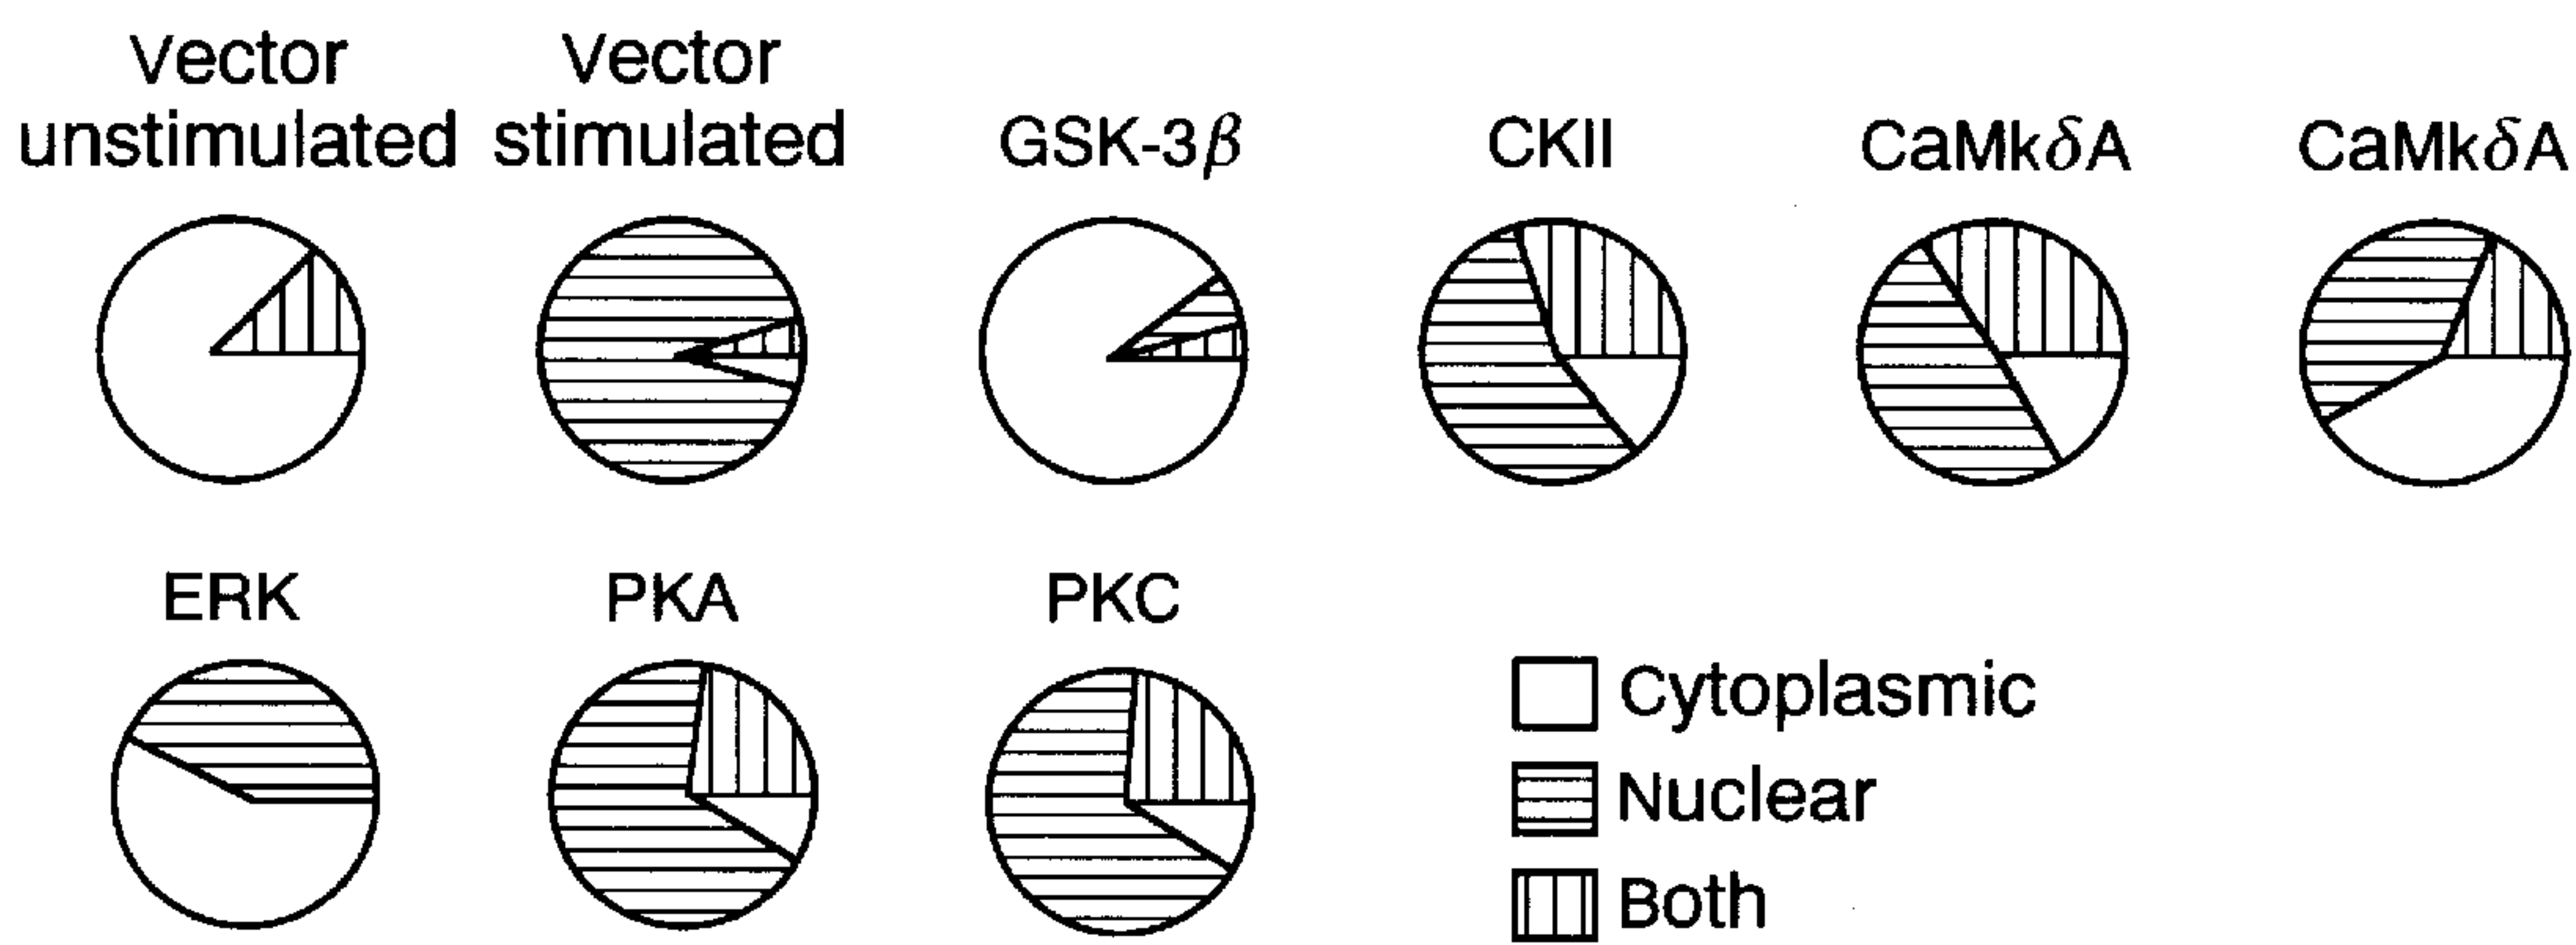 Vector unstimulated
Vector stimulated
GSK-3β
CKII
CaMkδA
CaMkδA
ERK
PKA
PKC
Cytoplasmic
Nuclear
Both